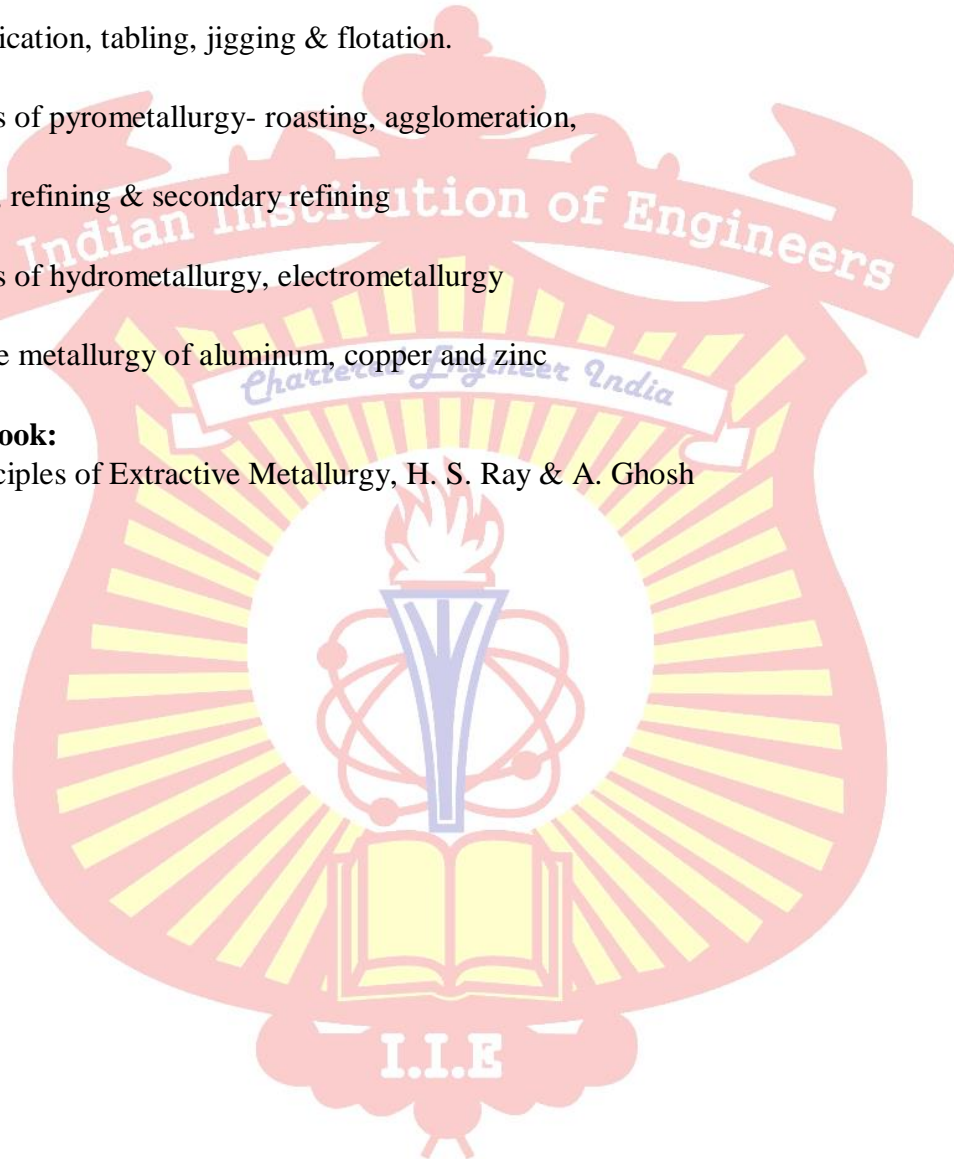 ication, tabling, jigging & flotation.
s of pyrometallurgy- roasting, agglomeration,
refining & secondary refining
s of hydrometallurgy, electrometallurgy
e metallurgy of aluminum, copper and zinc
ook:
ciples of Extractive Metallurgy, H. S. Ray & A. Ghosh
Indian Institution of Engineers
Chartered Engineer India
I.I.E